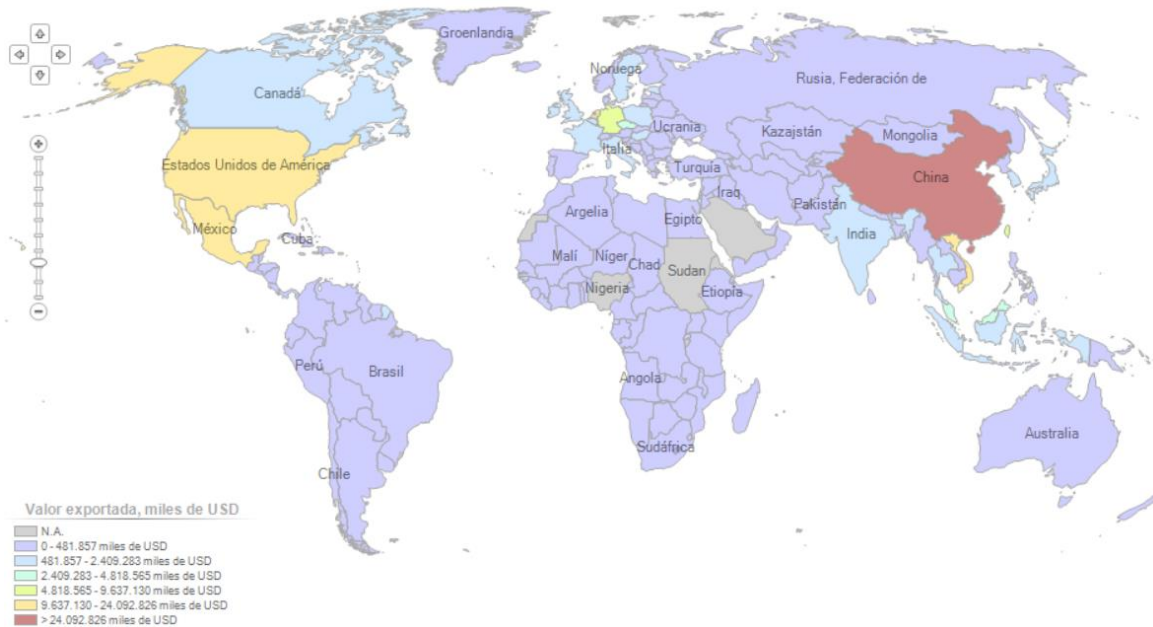 Groenlandia
Noruega
Rusia, Federación de
Canadá
Ucrania
Kazajstán
Mongolia
Italia
Estados Unidos de América
Turquía
China
Iraq
Pakistán
México
Argelia
Egipto
India
Cuba
Malí
Níger
Chad
Sudan
Nigeria
Etiopía
Perú
Brasil
Angola
Australia
Sudáfrica
Chile
Valor exportada, miles de USD
N.A.
0 - 481.857 miles de USD
481.857 - 2.409.283 miles de USD
2.409.283 - 4.818.565 miles de USD
4.818.565 - 9.637.130 miles de USD
9.637.130 - 24.092.826 miles de USD
> 24.092.826 miles de USD